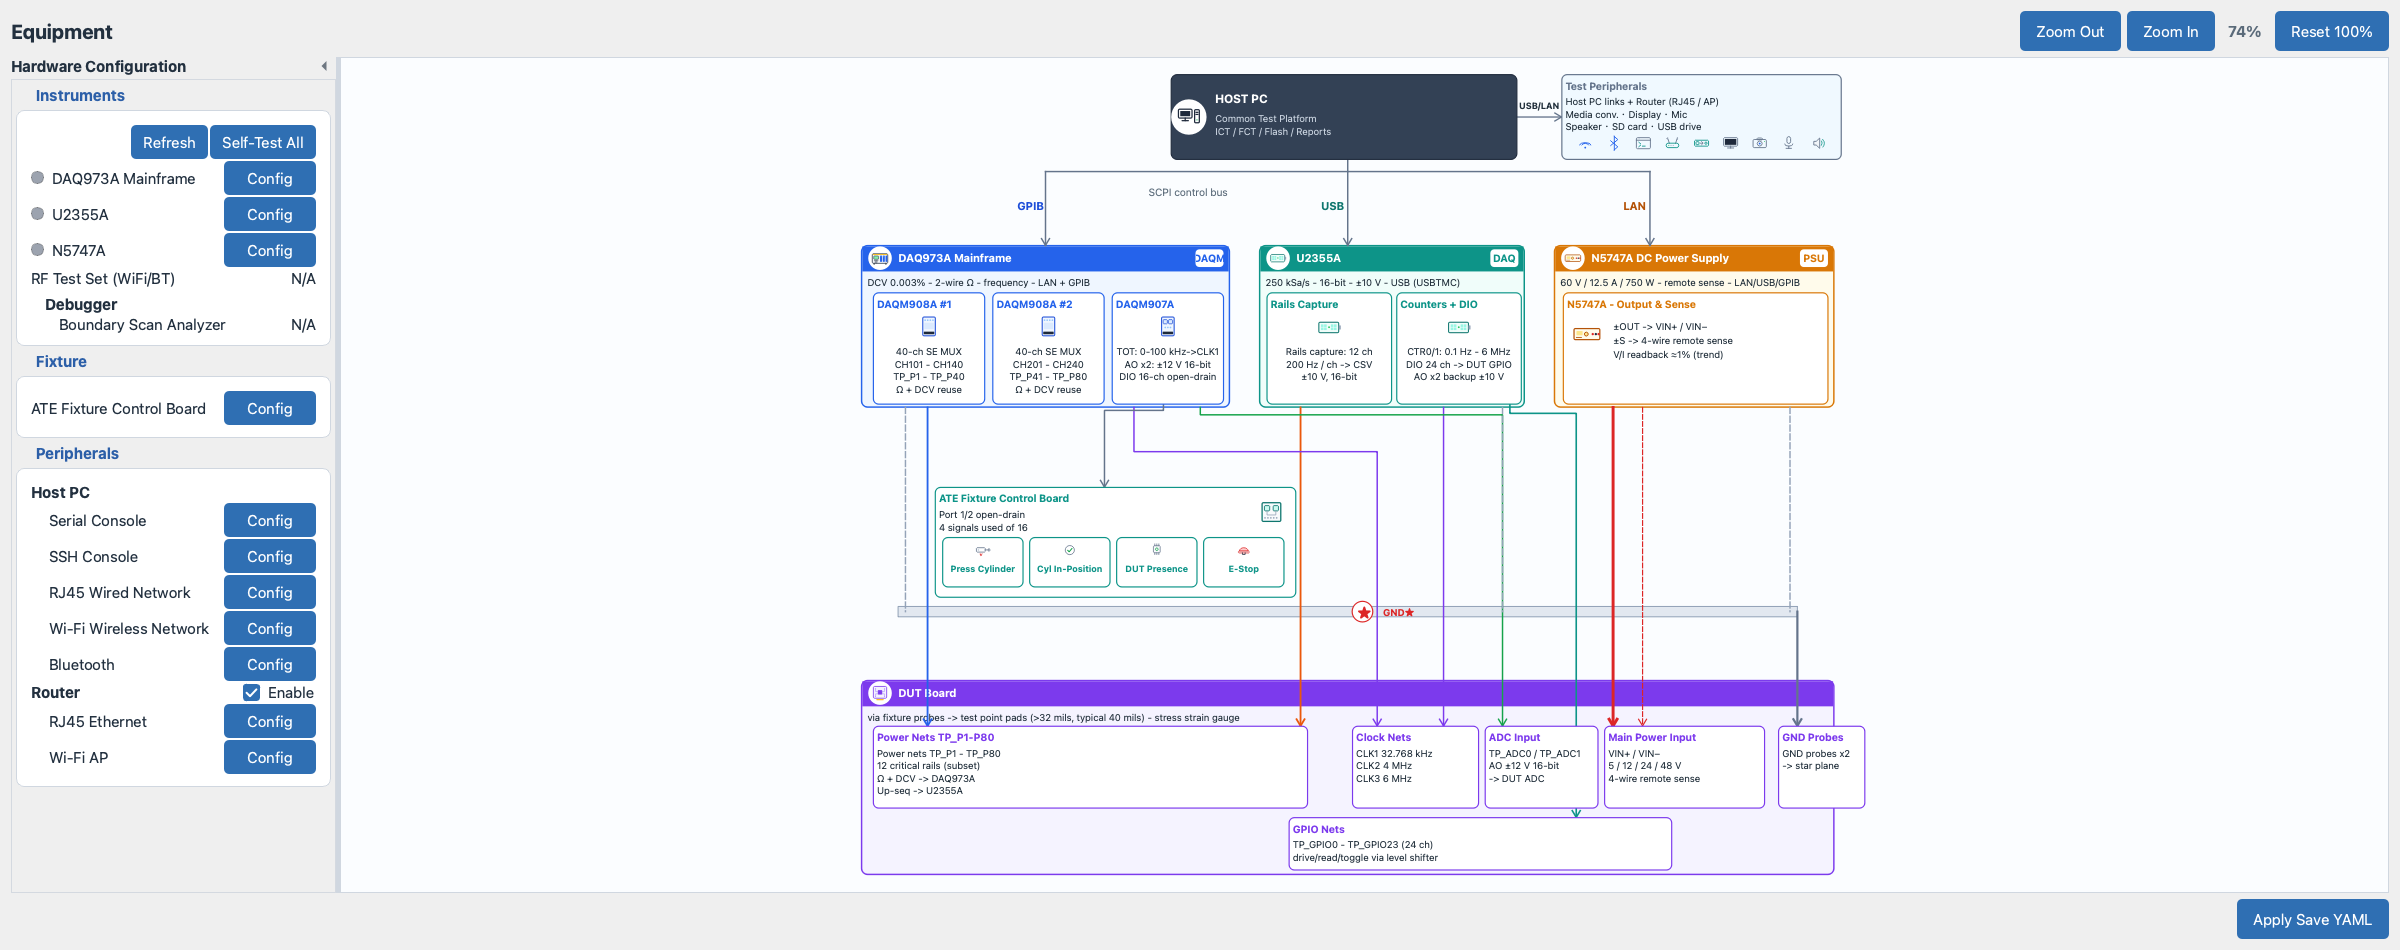 Equipment
Zoom Out
Zoom In
74%
Reset 100%
Hardware Configuration
Instruments
Refresh
Self-Test All
DAQ973A Mainframe
Config
U2355A
Config
N5747A
Config
RF Test Set (WiFi/BT)
N/A
Debugger
Boundary Scan Analyzer
N/A
Fixture
ATE Fixture Control Board
Config
Peripherals
Host PC
Serial Console
Config
SSH Console
Config
RJ45 Wired Network
Config
Wi-Fi Wireless Network
Config
Bluetooth
Config
Router
Enable
RJ45 Ethernet
Config
Wi-Fi AP
Config
HOST PC
Common Test Platform
ICT / FCT / Flash / Reports
USB/LAN
Test Peripherals
Host PC links + Router (RJ45 / AP)
Media conv. · Display · Mic
Speaker · SD card · USB drive
SCPI control bus
GPIB
USB
LAN
DAQ973A Mainframe
DAQM
DCV 0.003% - 2-wire Ω - frequency - LAN + GPIB
DAQM908A #1
40-ch SE MUX
CH101 - CH140
TP_P1 - TP_P40
Ω + DCV reuse
DAQM908A #2
40-ch SE MUX
CH201 - CH240
TP_P41 - TP_P80
Ω + DCV reuse
DAQM907A
TOT: 0-100 kHz->CLK1
AO x2: ±12 V 16-bit
DIO 16-ch open-drain
U2355A
DAQ
250 kSa/s - 16-bit - ±10 V - USB (USBTMC)
Rails Capture
Rails capture: 12 ch
200 Hz / ch -> CSV
±10 V, 16-bit
Counters + DIO
CTR0/1: 0.1 Hz - 6 MHz
DIO 24 ch -> DUT GPIO
AO x2 backup ±10 V
N5747A DC Power Supply
PSU
60 V / 12.5 A / 750 W - remote sense - LAN/USB/GPIB
N5747A - Output & Sense
±OUT -> VIN+ / VIN−
±S -> 4-wire remote sense
V/I readback ≈1% (trend)
ATE Fixture Control Board
Port 1/2 open-drain
4 signals used of 16
Press Cylinder
Cyl In-Position
DUT Presence
E-Stop
GND★
DUT Board
via fixture probes -> test point pads (>32 mils, typical 40 mils) - stress strain gauge
Power Nets TP_P1-P80
Power nets TP_P1 - TP_P80
12 critical rails (subset)
Ω + DCV -> DAQ973A
Up-seq -> U2355A
Clock Nets
CLK1 32.768 kHz
CLK2 4 MHz
CLK3 6 MHz
ADC Input
TP_ADC0 / TP_ADC1
AO ±12 V 16-bit
-> DUT ADC
Main Power Input
VIN+ / VIN−
5 / 12 / 24 / 48 V
4-wire remote sense
GND Probes
GND probes x2
-> star plane
GPIO Nets
TP_GPIO0 - TP_GPIO23 (24 ch)
drive/read/toggle via level shifter
Apply Save YAML